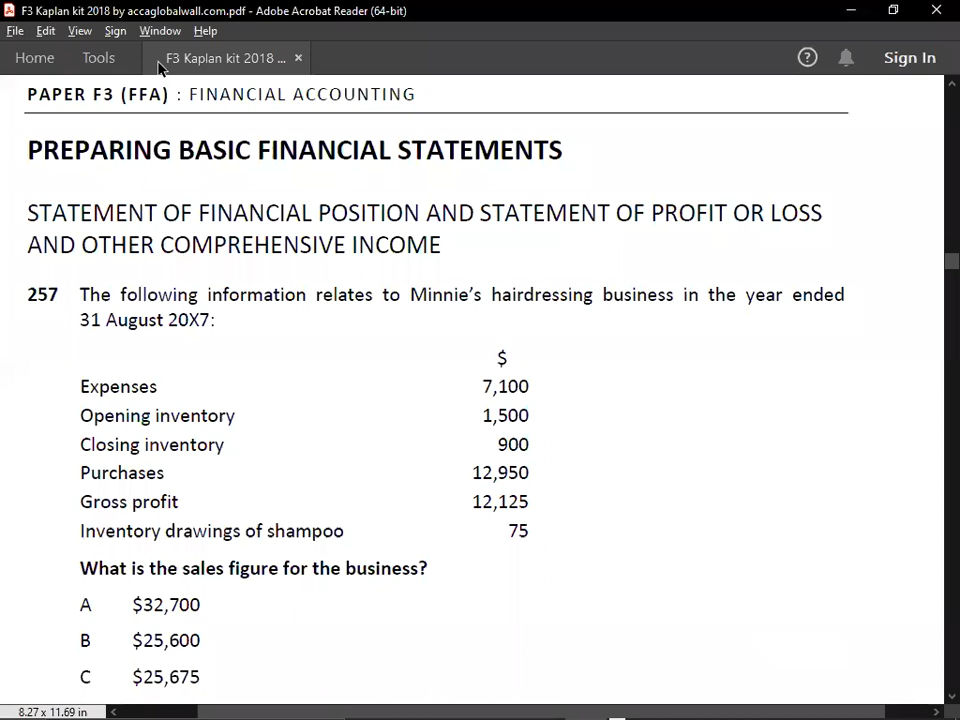 F3 Kaplan kit 2018 by accaglobalwall.com.pdf - Adobe Acrobat Reader (64-bit)
File Edit View Sign Window Help
Home Tools F3 Kaplan kit 2018 ... × ? Sign In
PAPER F3 (FFA) : FINANCIAL ACCOUNTING
PREPARING BASIC FINANCIAL STATEMENTS
STATEMENT OF FINANCIAL POSITION AND STATEMENT OF PROFIT OR LOSS
AND OTHER COMPREHENSIVE INCOME
257 The following information relates to Minnie's hairdressing business in the year ended
31 August 20X7:
$
Expenses 7,100
Opening inventory 1,500
Closing inventory 900
Purchases 12,950
Gross profit 12,125
Inventory drawings of shampoo 75
What is the sales figure for the business?
A $32,700
B $25,600
C $25,675
8.27 x 11.69 in